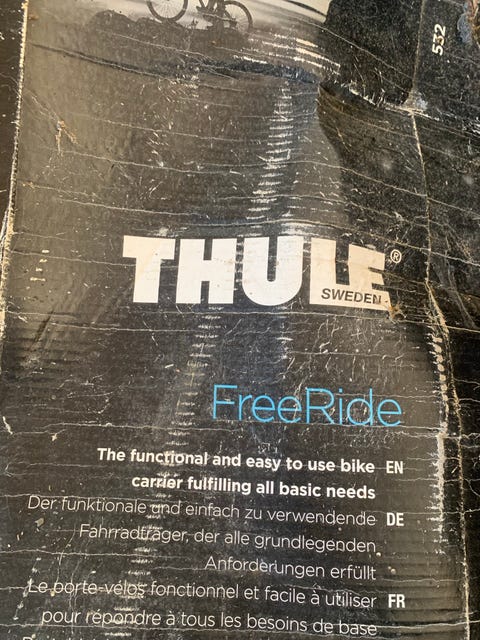 532
THULE®
SWEDEN
FreeRide
The functional and easy to use bike EN
carrier fulfilling all basic needs
Der funktionale und einfach zu verwendende DE
Fahrradträger, der alle grundlegenden
Anforderungen erfüllt
Le porte-vélos fonctionnel et facile à utiliser FR
pour répondre à tous les besoins de base